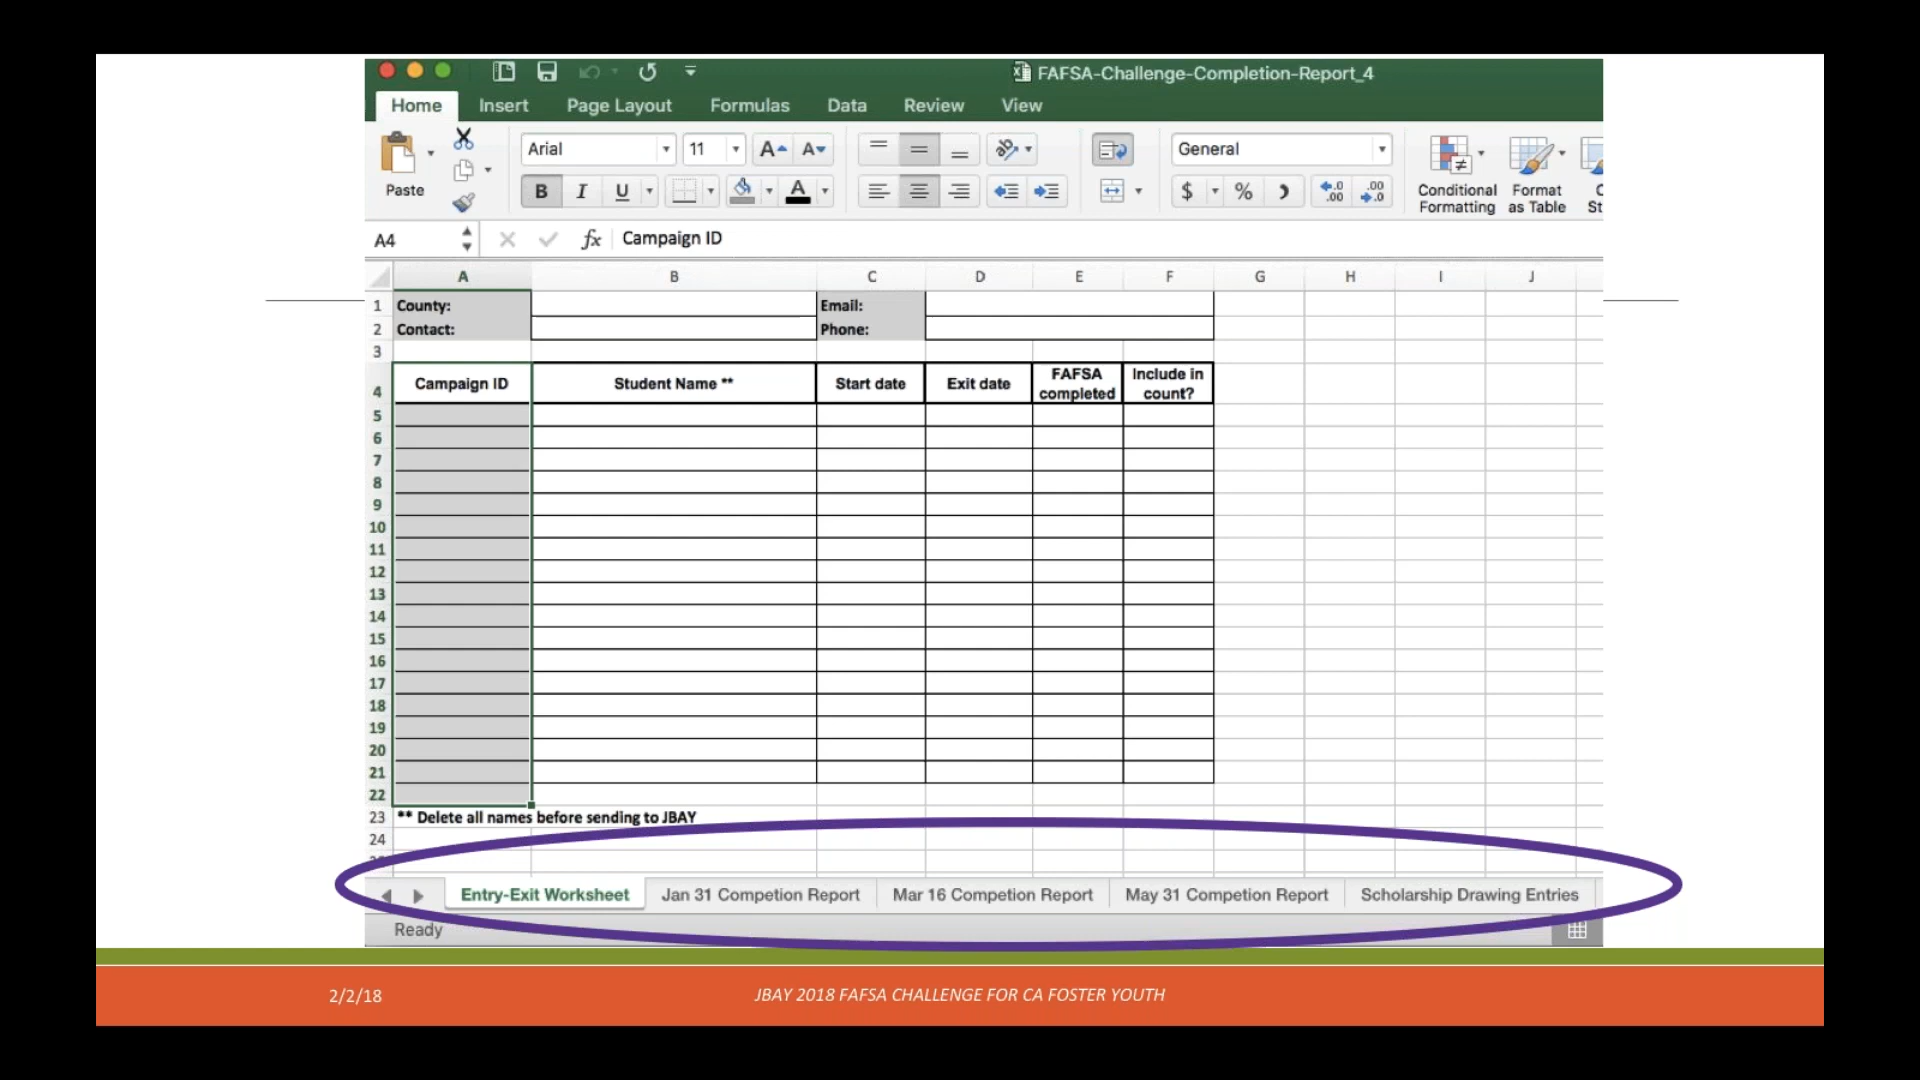 FAFSA-Challenge-Completion-Report_4
Home Insert Page Layout Formulas Data Review View
Arial 11 A A General
Paste B I U A $ % .0 .00 .00 .0 Conditional Formatting Format as Table
A4 fx Campaign ID
A B C D E F G H I J
1 County: Email:
2 Contact: Phone:
3
4 Campaign ID Student Name ** Start date Exit date FAFSA completed Include in count?
5
6
7
8
9
10
11
12
13
14
15
16
17
18
19
20
21
22
23 ** Delete all names before sending to JBAY
24
Entry-Exit Worksheet Jan 31 Competion Report Mar 16 Competion Report May 31 Competion Report Scholarship Drawing Entries
Ready
2/2/18 JBAY 2018 FAFSA CHALLENGE FOR CA FOSTER YOUTH